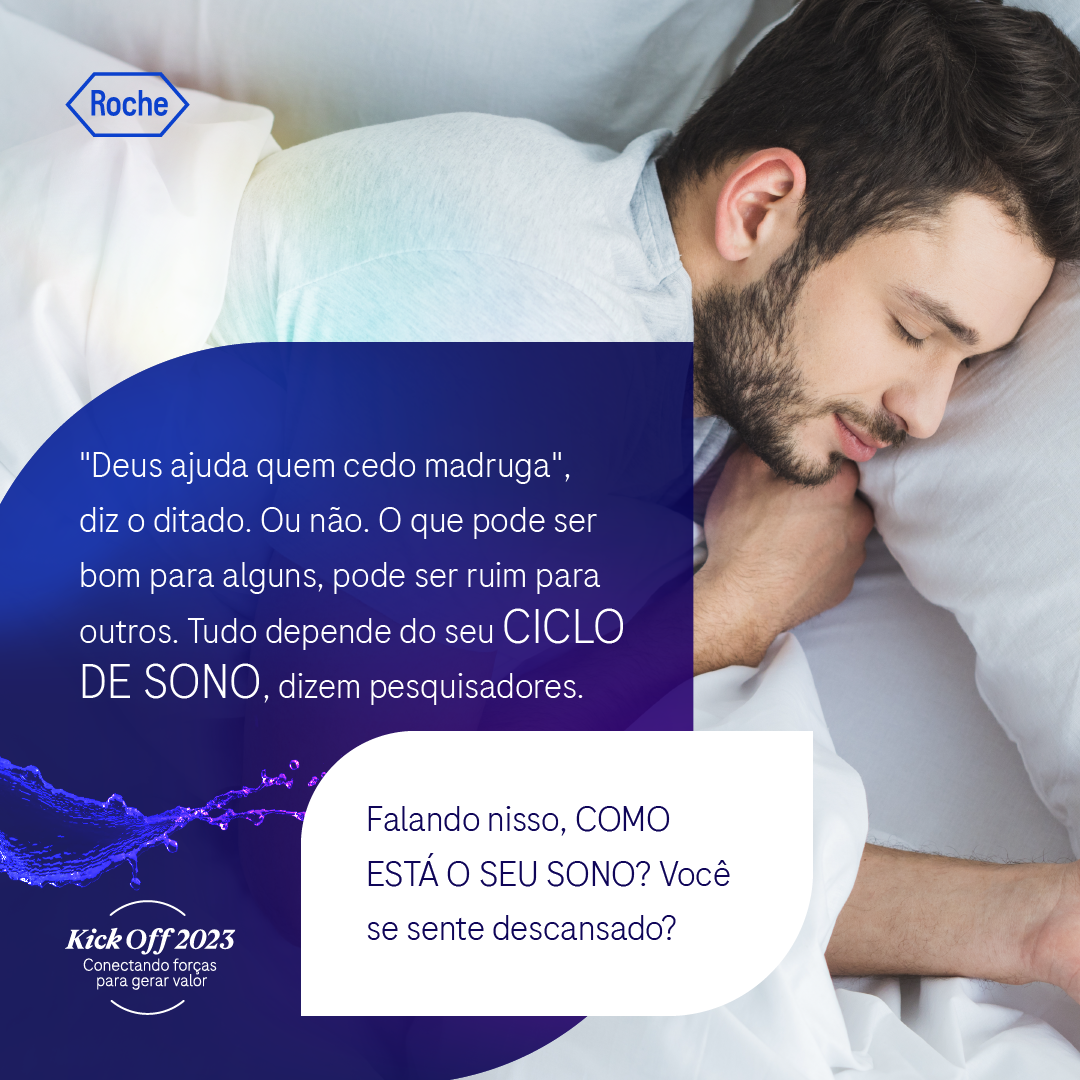 Roche
"Deus ajuda quem cedo madruga",
diz o ditado. Ou não. O que pode ser
bom para alguns, pode ser ruim para
outros. Tudo depende do seu CICLO
DE SONO, dizem pesquisadores.
Falando nisso, COMO
ESTÁ O SEU SONO? Você
se sente descansado?
Kick Off 2023
Conectando forças
para gerar valor